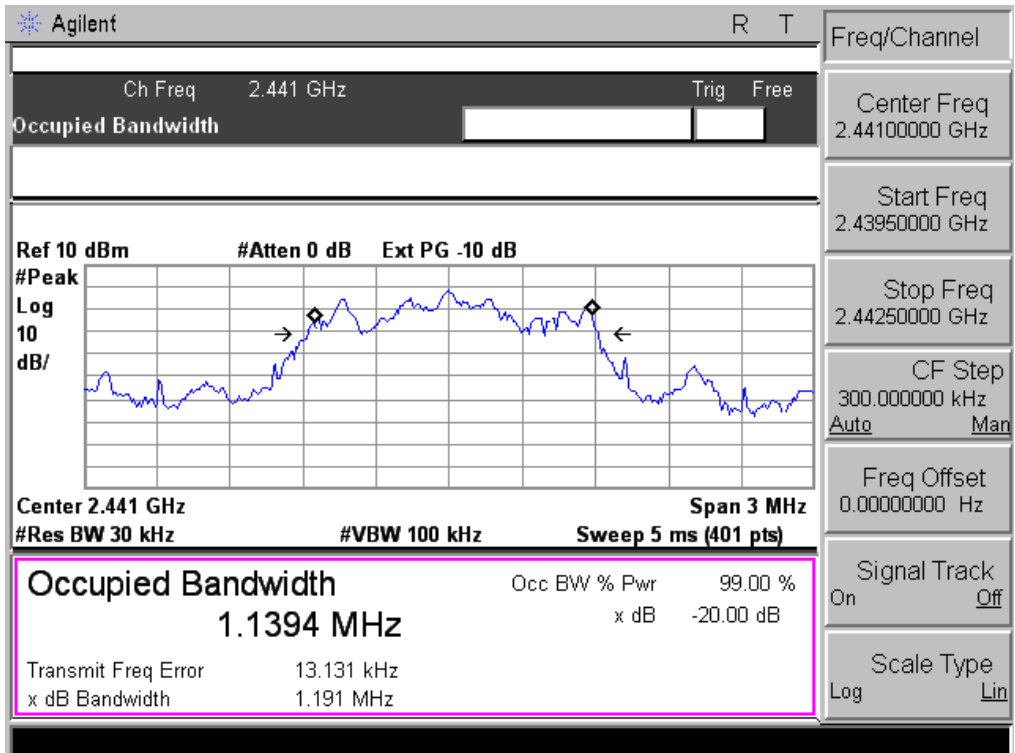 Agilent R T
Freq/Channel
Ch Freq 2.441 GHz Trig Free
Occupied Bandwidth
Center Freq
2.44100000 GHz
Start Freq
2.43950000 GHz
Stop Freq
2.44250000 GHz
CF Step
300.000000 kHz
Auto Man
Freq Offset
0.00000000 Hz
Signal Track
On Off
Scale Type
Log Lin
Ref 10 dBm #Atten 0 dB Ext PG -10 dB
#Peak
Log
10
dB/
Center 2.441 GHz Span 3 MHz
#Res BW 30 kHz #VBW 100 kHz Sweep 5 ms (401 pts)
Occupied Bandwidth Occ BW % Pwr 99.00 %
1.1394 MHz x dB -20.00 dB
Transmit Freq Error 13.131 kHz
x dB Bandwidth 1.191 MHz